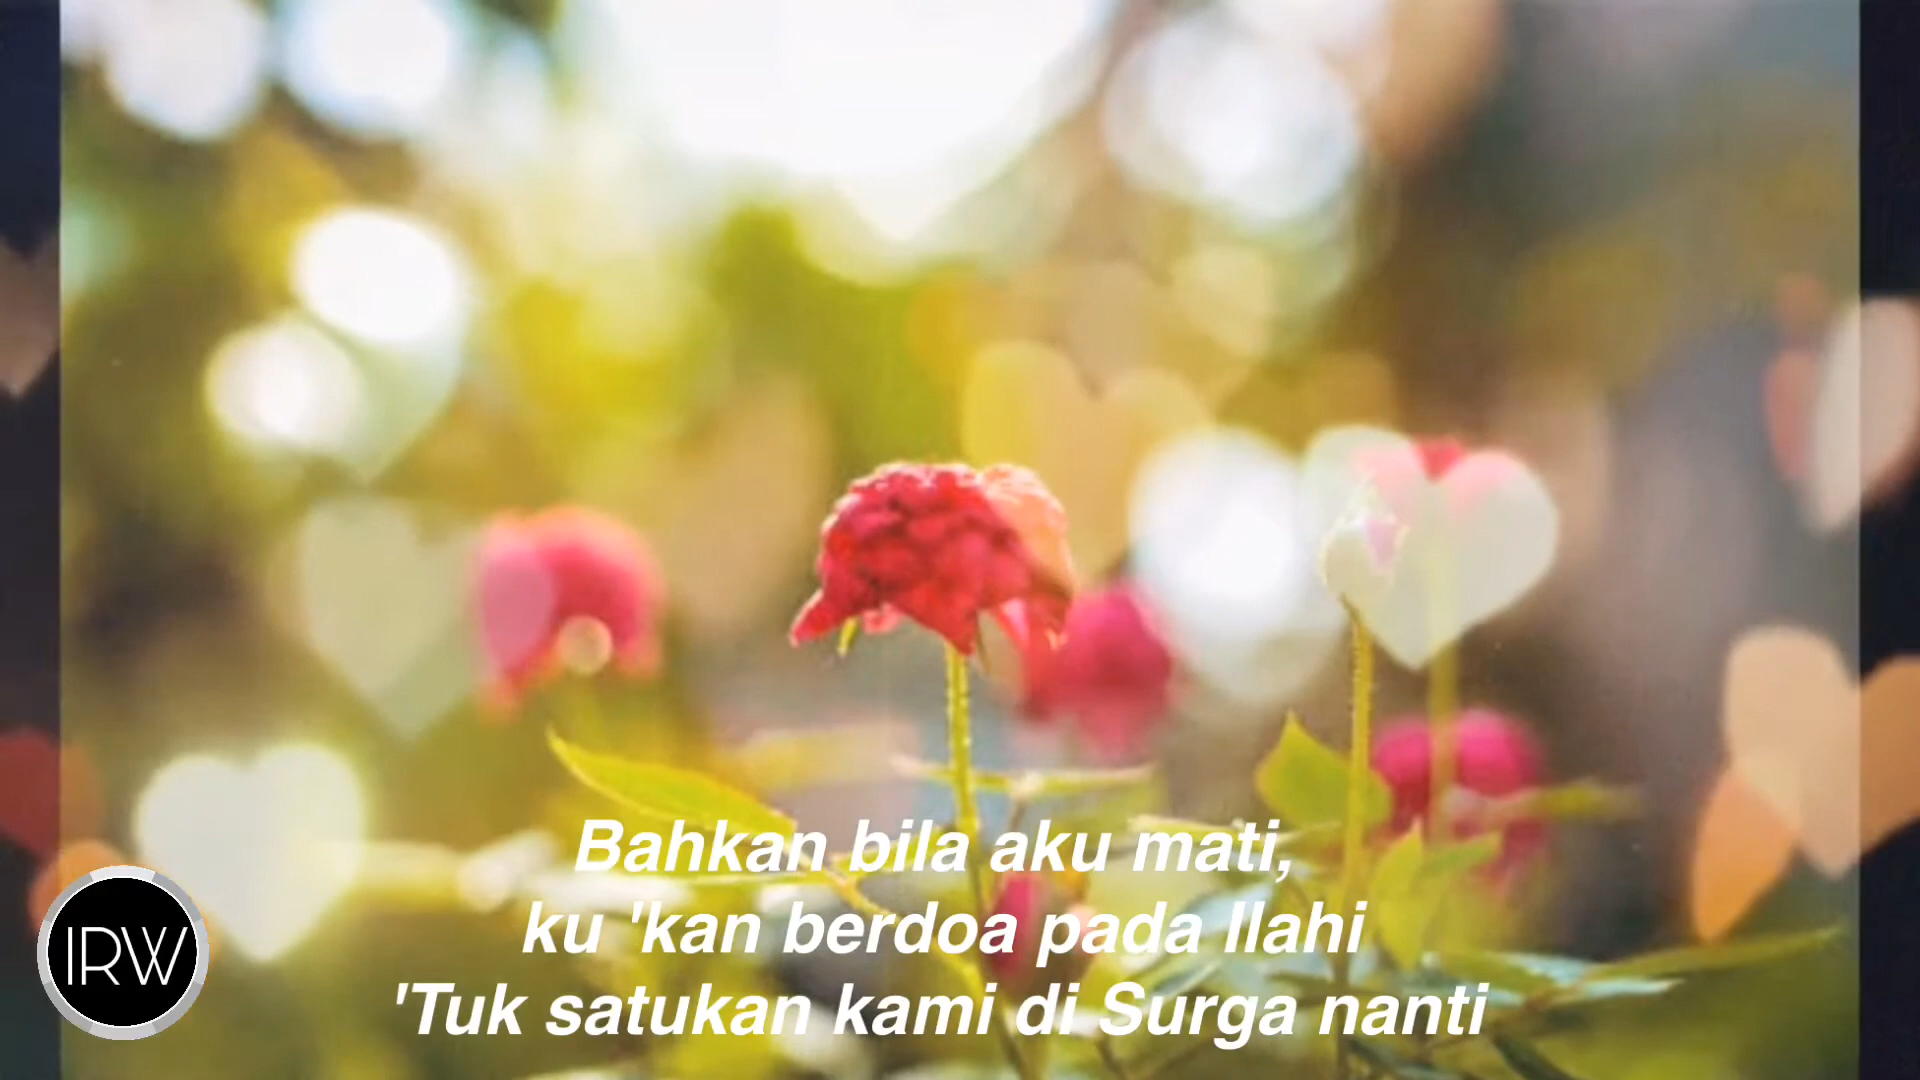 Bahkan bila aku mati,
ku 'kan berdoa pada Ilahi
'Tuk satukan kami di Surga nanti
IRW